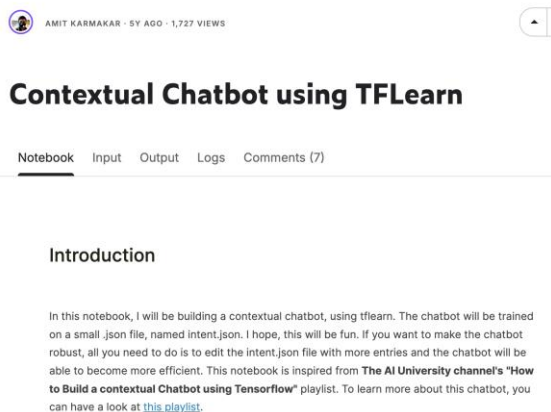 AMIT KARMAKAR · 5Y AGO · 1,727 VIEWS
Contextual Chatbot using TFLearn
Notebook Input Output Logs Comments (7)
Introduction
In this notebook, I will be building a contextual chatbot, using tflearn. The chatbot will be trained
on a small .json file, named intent.json. I hope, this will be fun. If you want to make the chatbot
robust, all you need to do is to edit the intent.json file with more entries and the chatbot will be
able to become more efficient. This notebook is inspired from The AI University channel's "How
to Build a contextual Chatbot using Tensorflow" playlist. To learn more about this chatbot, you
can have a look at this playlist.